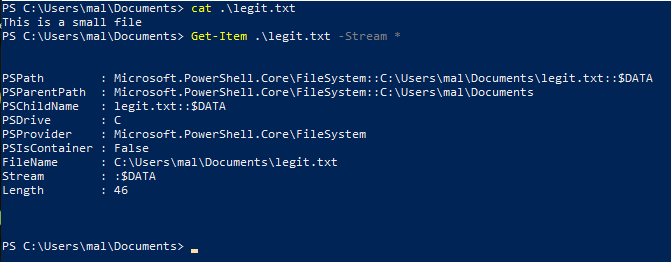 PS C:\Users\mal\Documents> cat .\legit.txt
This is a small file
PS C:\Users\mal\Documents> Get-Item .\legit.txt -Stream *
PSPath        : Microsoft.PowerShell.Core\FileSystem::C:\Users\mal\Documents\legit.txt::$DATA
PSParentPath  : Microsoft.PowerShell.Core\FileSystem::C:\Users\mal\Documents
PSChildName   : legit.txt::$DATA
PSDrive       : C
PSProvider    : Microsoft.PowerShell.Core\FileSystem
PSIsContainer : False
FileName      : C:\Users\mal\Documents\legit.txt
Stream        : :$DATA
Length        : 46
PS C:\Users\mal\Documents>